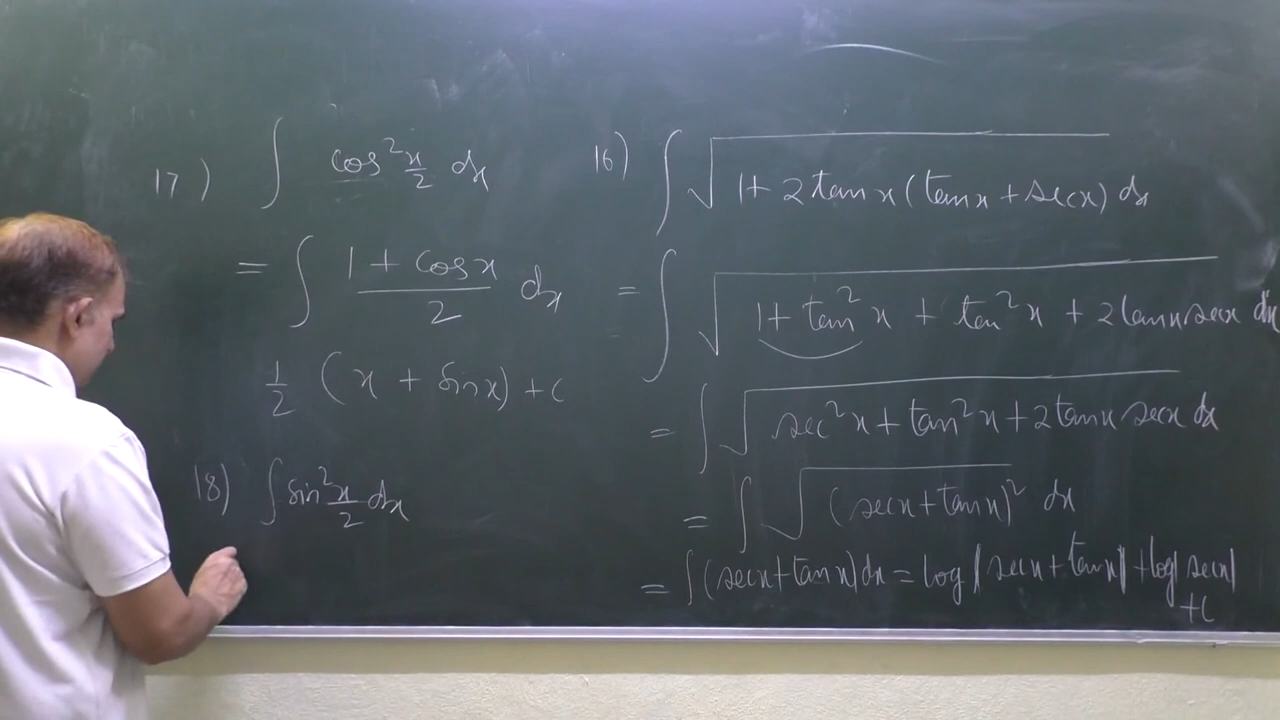 17) ∫ cos² x/2 dx
= ∫ (1 + cos x)/2 dx
1/2 (x + sin x) + c
18) ∫ sin² x/2 dx
16) ∫ √(1 + 2 tan x (tan x + sec x)) dx
= ∫ √(1 + tan² x + tan² x + 2 tan x sec x) dx
= ∫ √(sec² x + tan² x + 2 tan x sec x) dx
= ∫ √((sec x + tan x)²) dx
= ∫ (sec x + tan x) dx = log |sec x + tan x| + log |sec x|
+ c